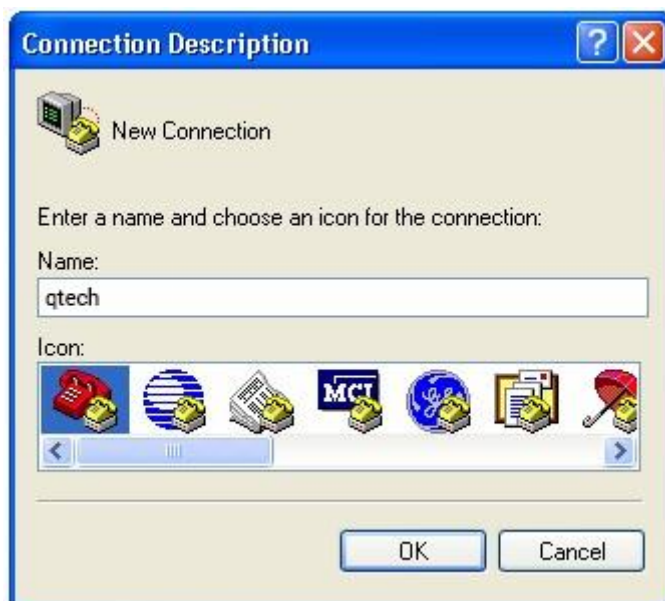 Connection Description
New Connection
Enter a name and choose an icon for the connection:
Name:
qtech
Icon:
MCI
OK
Cancel